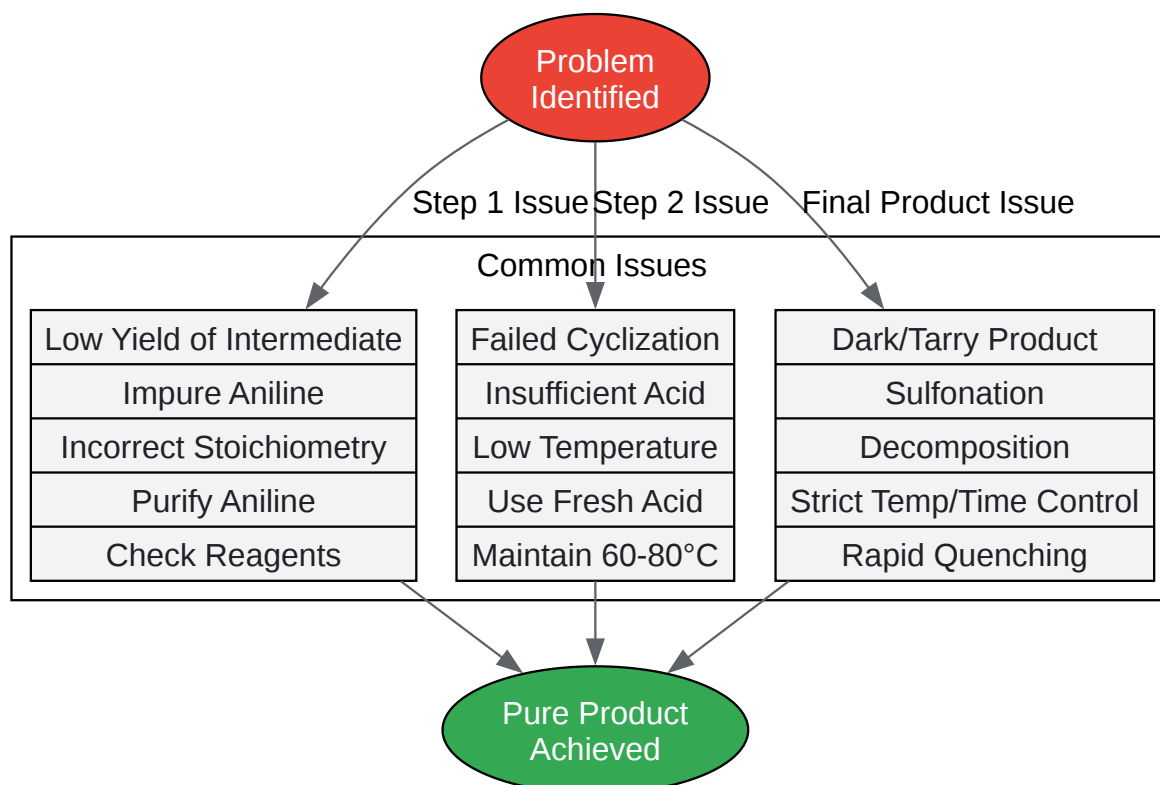 Problem
Identified
Step 1 Issue
Step 2 Issue
Final Product Issue
Common Issues
Low Yield of Intermediate
Impure Aniline
Incorrect Stoichiometry
Purify Aniline
Check Reagents
Failed Cyclization
Insufficient Acid
Low Temperature
Use Fresh Acid
Maintain 60-80°C
Dark/Tarry Product
Sulfonation
Decomposition
Strict Temp/Time Control
Rapid Quenching
Pure Product
Achieved